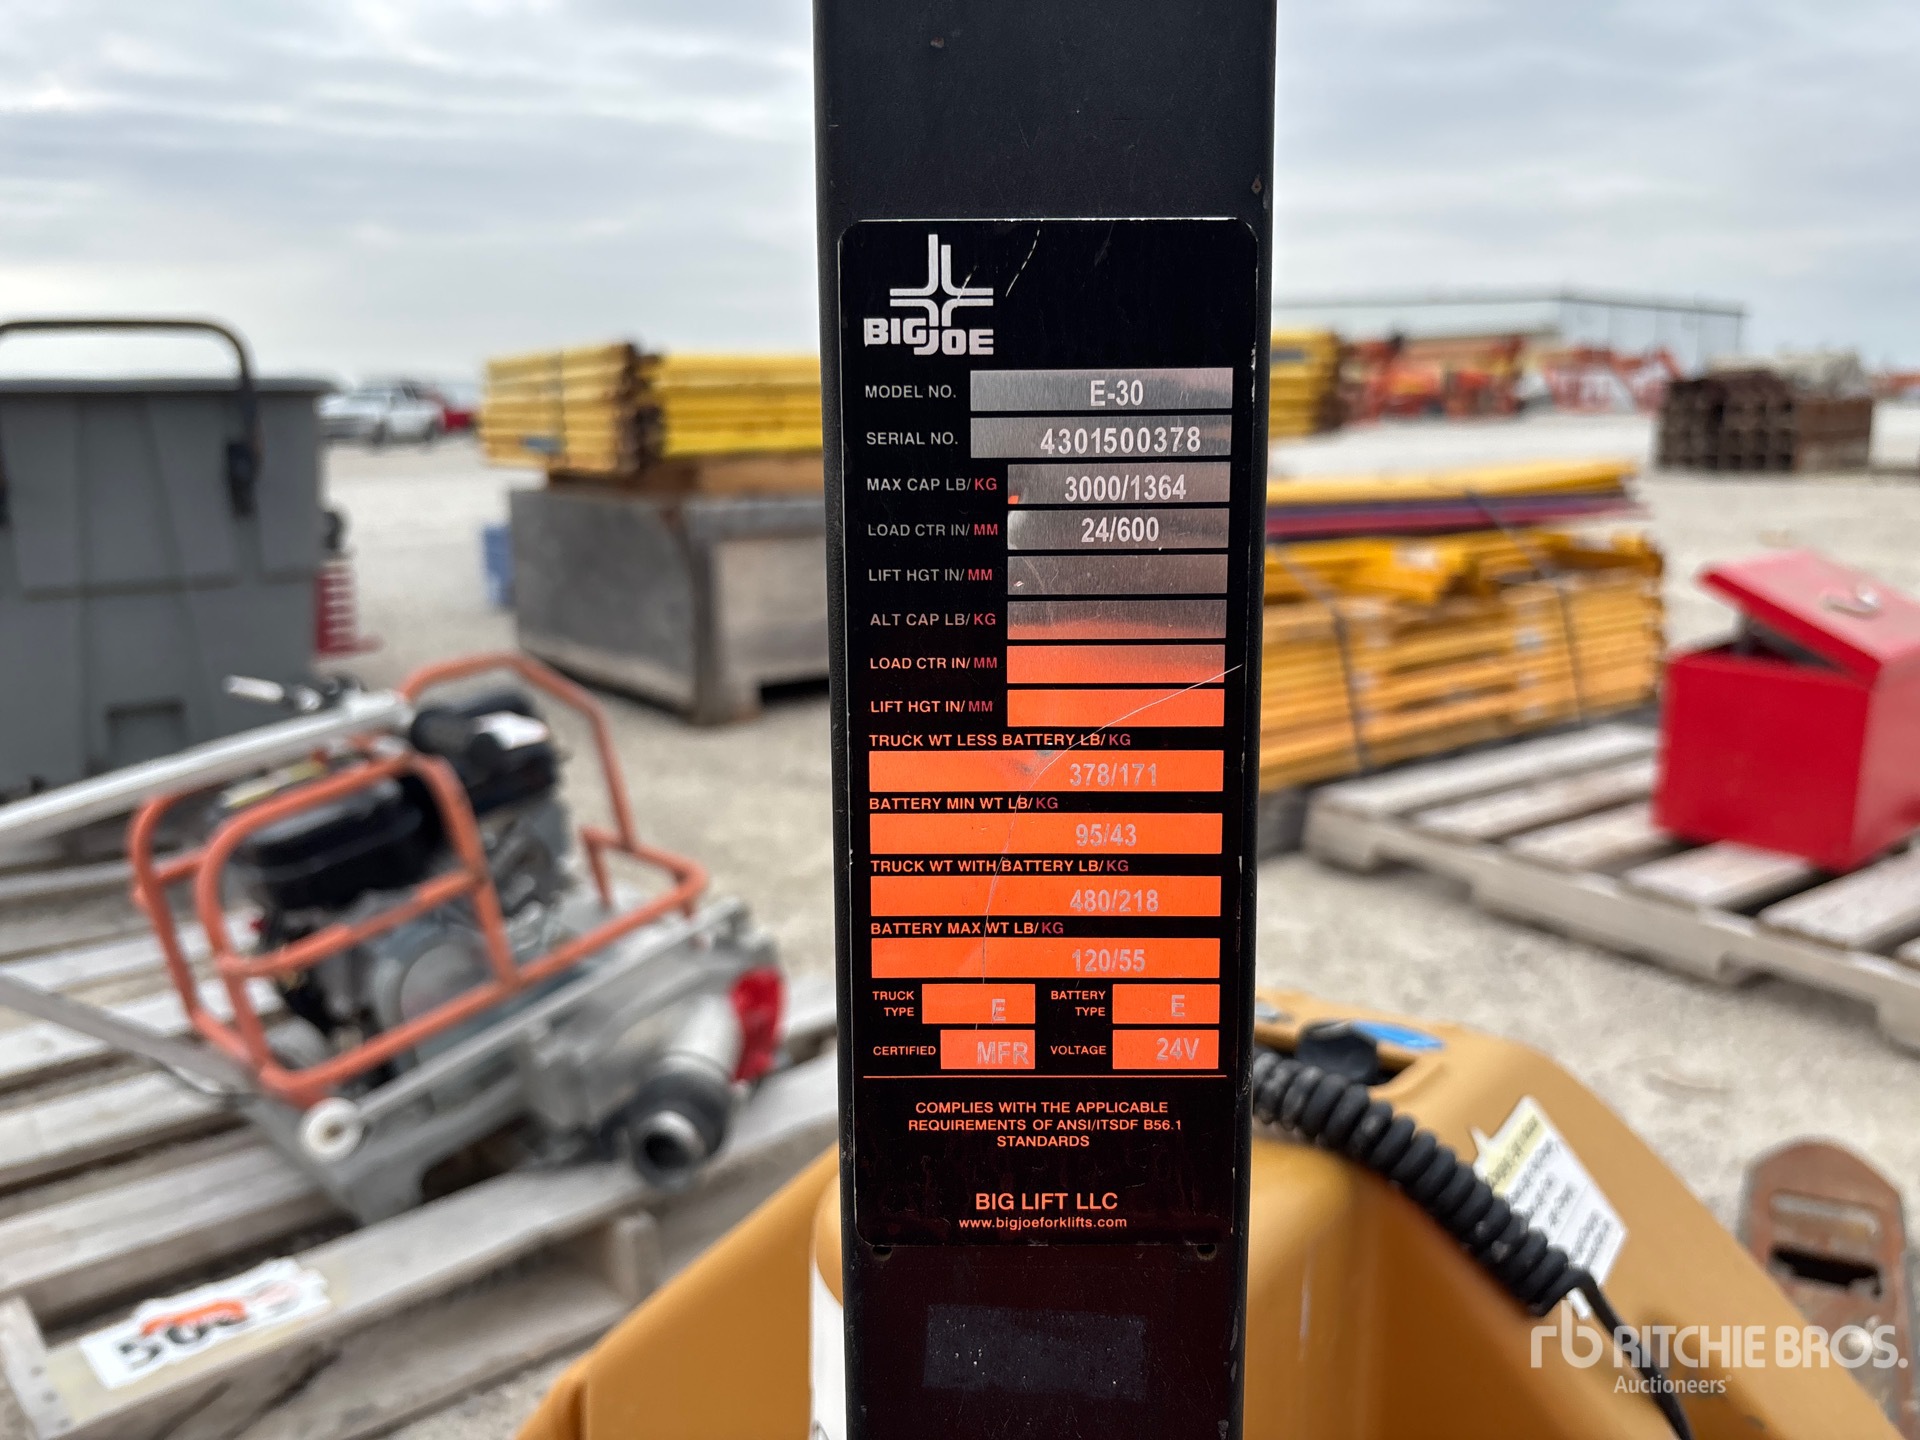 BIG JOE
MODEL NO. E-30
SERIAL NO. 4301500378
MAX CAP LB/KG 3000/1364
LOAD CTR IN/MM 24/600
LIFT HGT IN/MM
ALT CAP LB/KG
LOAD CTR IN/MM
LIFT HGT IN/MM
TRUCK WT LESS BATTERY LB/KG
378/171
BATTERY MIN WT LB/KG
95/43
TRUCK WT WITH BATTERY LB/KG
480/218
BATTERY MAX WT LB/KG
120/55
TRUCK TYPE E BATTERY TYPE E
CERTIFIED MFR VOLTAGE 24V
COMPLIES WITH THE APPLICABLE
REQUIREMENTS OF ANSI/ITSDF B56.1
STANDARDS
BIG LIFT LLC
www.bigjoeforklifts.com
rb RITCHIE BROS.
Auctioneers